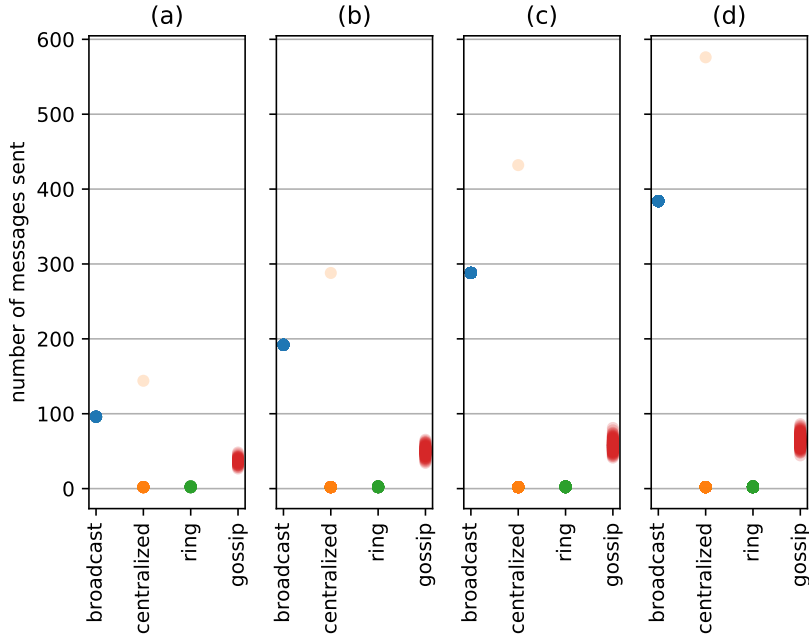 (a) (b) (c) (d)
number of messages sent
600
500
400
300
200
100
0
broadcast centralized ring gossip broadcast centralized ring gossip broadcast centralized ring gossip broadcast centralized ring gossip